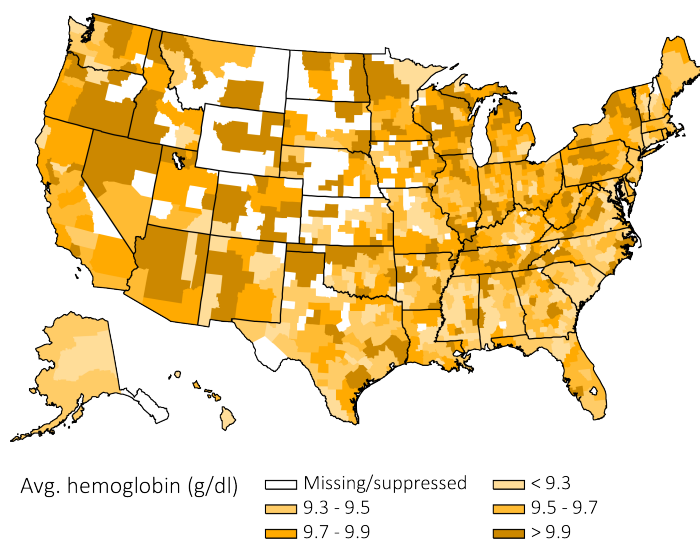 Avg. hemoglobin (g/dl)
Missing/suppressed
< 9.3
9.3 - 9.5
9.5 - 9.7
9.7 - 9.9
> 9.9